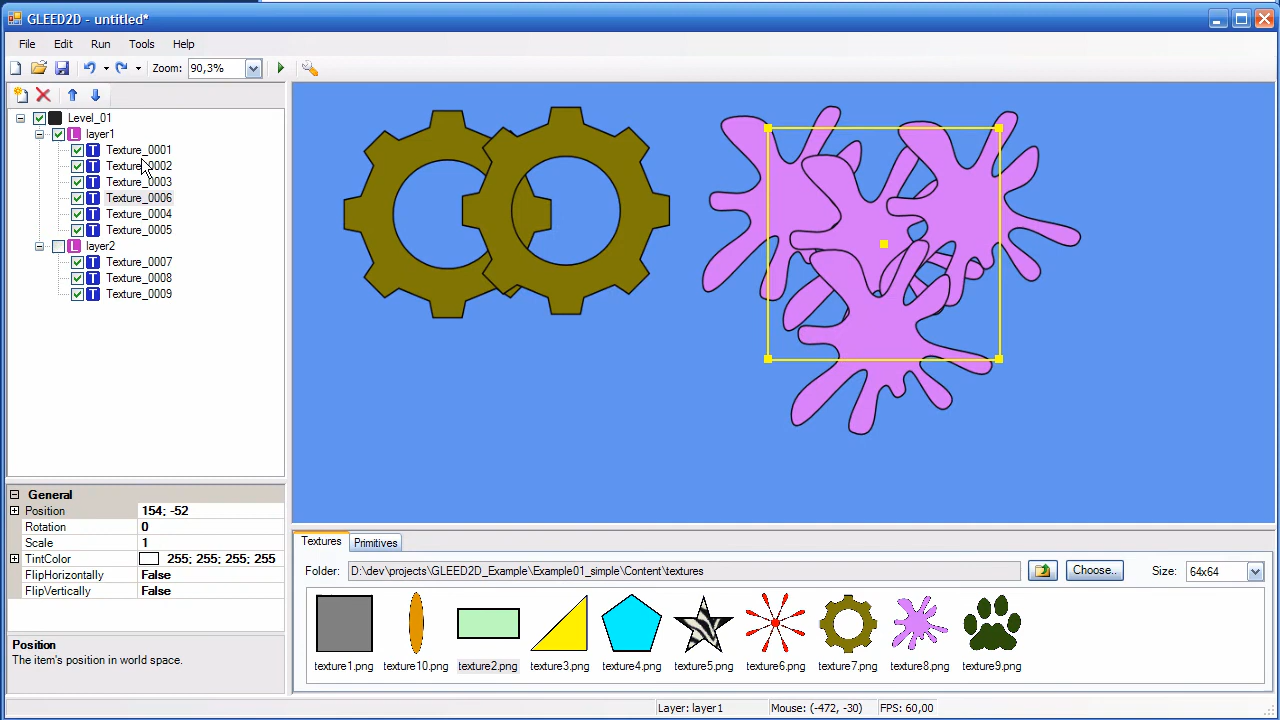 GLEED2D - untitled*
File Edit Run Tools Help
Zoom: 90,3%
Level_01
L layer1
T Texture_0001
T Texture_0002
T Texture_0003
T Texture_0006
T Texture_0004
T Texture_0005
L layer2
T Texture_0007
T Texture_0008
T Texture_0009
General
Position 154; -52
Rotation 0
Scale 1
TintColor 255; 255; 255; 255
FlipHorizontally False
FlipVertically False
Position
The item's position in world space.
Textures Primitives
Folder: D:\dev\projects\GLEED2D_Example\Example01_simple\Content\textures Choose.. Size: 64x64
texture1.png texture10.png texture2.png texture3.png texture4.png texture5.png texture6.png texture7.png texture8.png texture9.png
Layer: layer1 Mouse: (-472, -30) FPS: 60,00